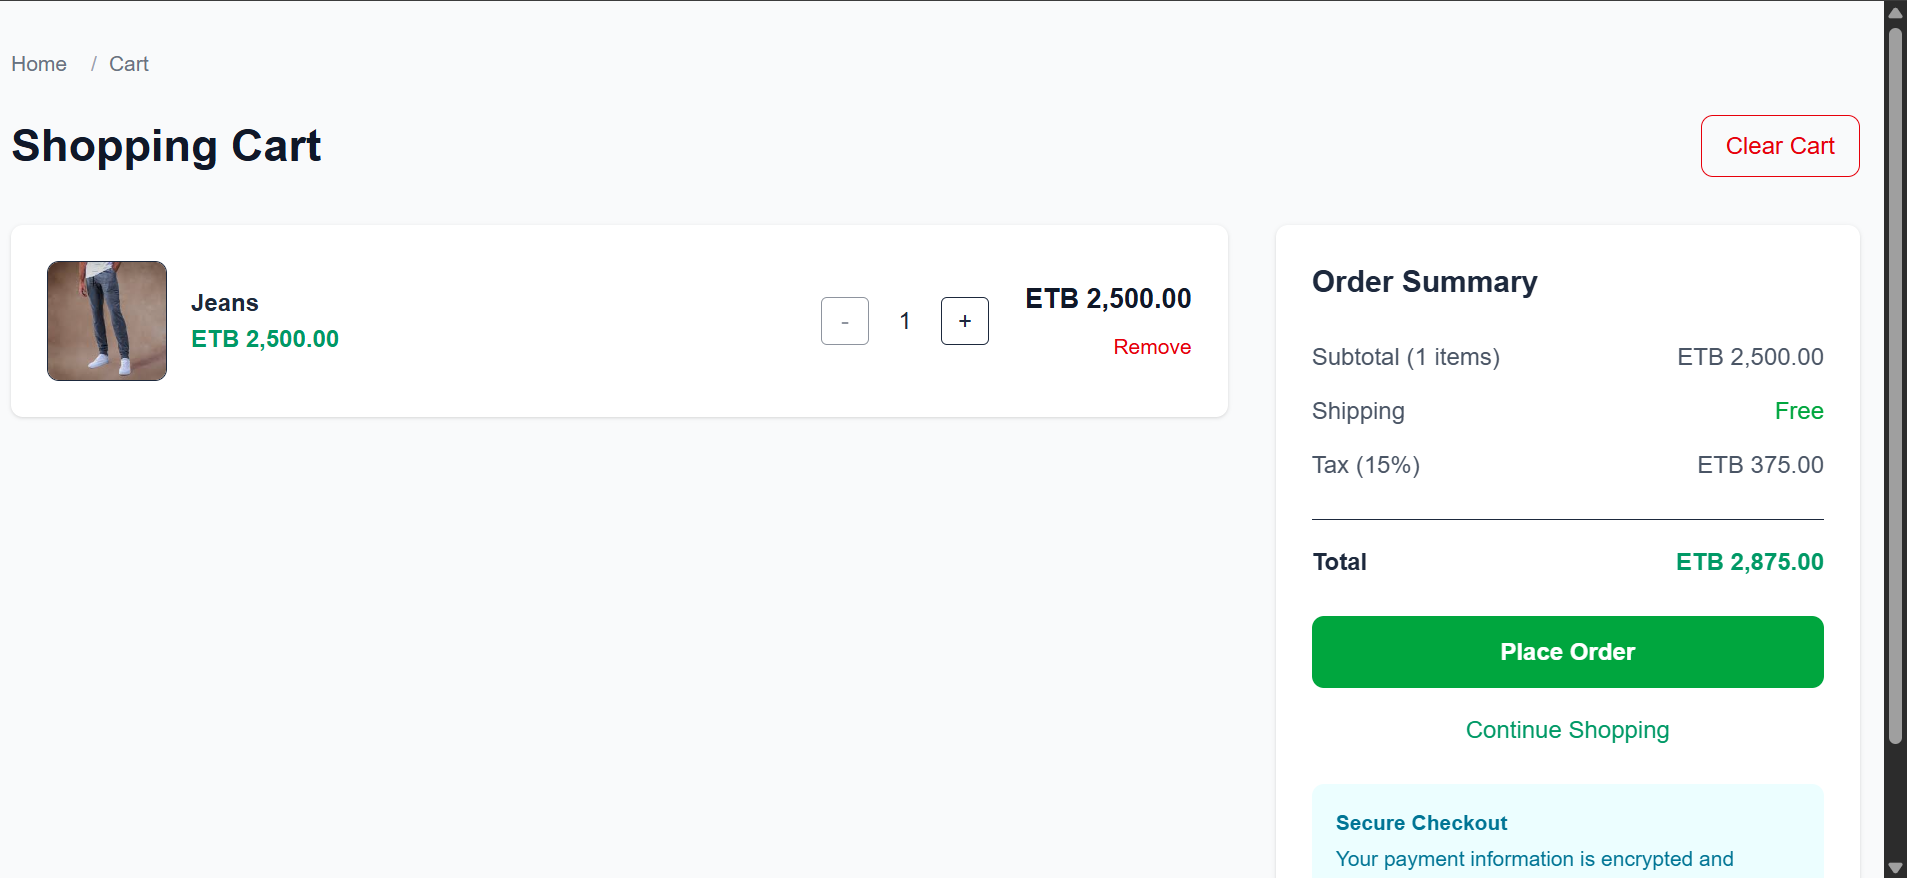 Home / Cart
Shopping Cart
Clear Cart
Jeans
ETB 2,500.00
- 1 +
ETB 2,500.00
Remove
Order Summary
Subtotal (1 items) ETB 2,500.00
Shipping Free
Tax (15%) ETB 375.00
Total ETB 2,875.00
Place Order
Continue Shopping
Secure Checkout
Your payment information is encrypted and